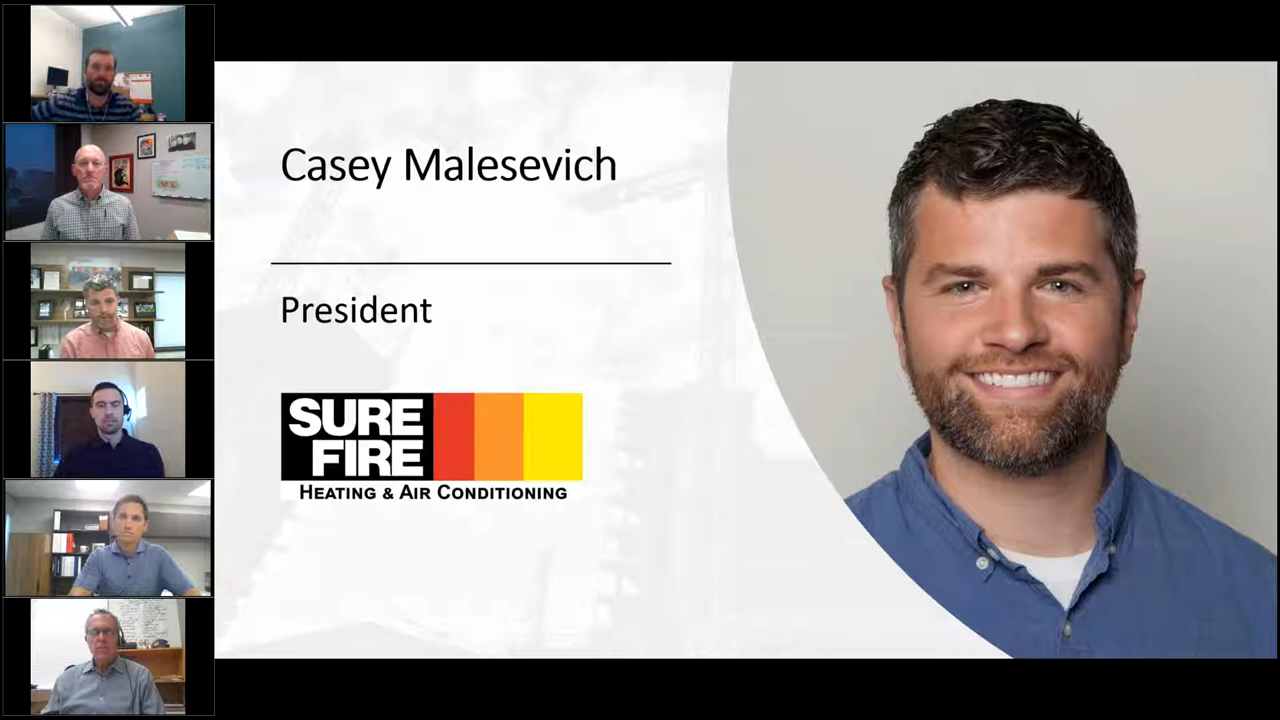 Casey Malesevich
President
SURE
FIRE
HEATING & AIR CONDITIONING